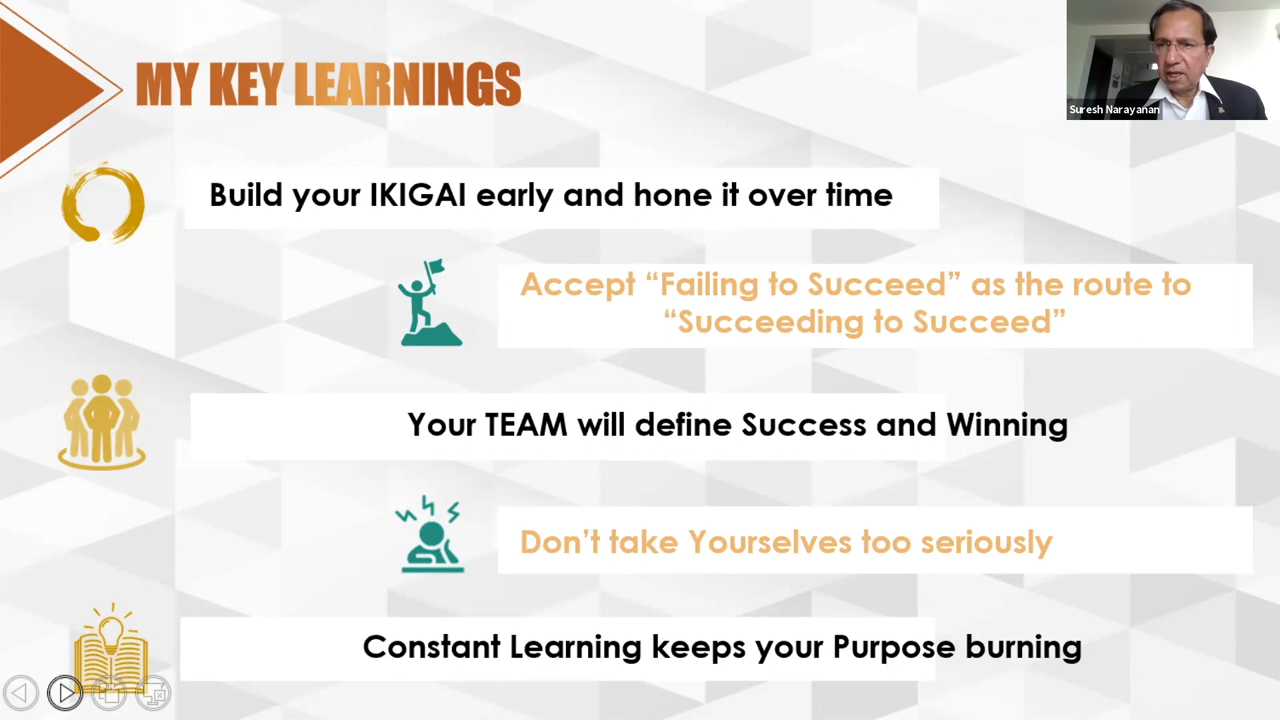 MY KEY LEARNINGS
Suresh Narayanan
Build your IKIGAI early and hone it over time
Accept “Failing to Succeed” as the route to
“Succeeding to Succeed”
Your TEAM will define Success and Winning
Don’t take Yourselves too seriously
Constant Learning keeps your Purpose burning